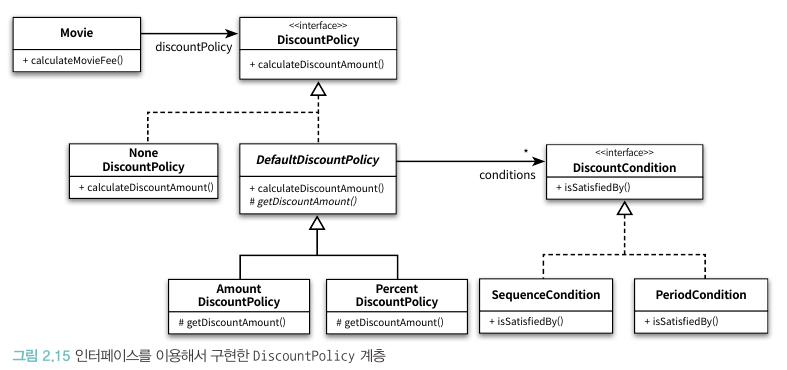 Movie
+ calculateMovieFee()
discountPolicy
<<interface>>
DiscountPolicy
+ calculateDiscountAmount()
None
DiscountPolicy
+ calculateDiscountAmount()
DefaultDiscountPolicy
+ calculateDiscountAmount()
# getDiscountAmount()
*
conditions
<<interface>>
DiscountCondition
+ isSatisfiedBy()
Amount
DiscountPolicy
# getDiscountAmount()
Percent
DiscountPolicy
# getDiscountAmount()
SequenceCondition
+ isSatisfiedBy()
PeriodCondition
+ isSatisfiedBy()
그림 2.15 인터페이스를 이용해서 구현한 DiscountPolicy 계층